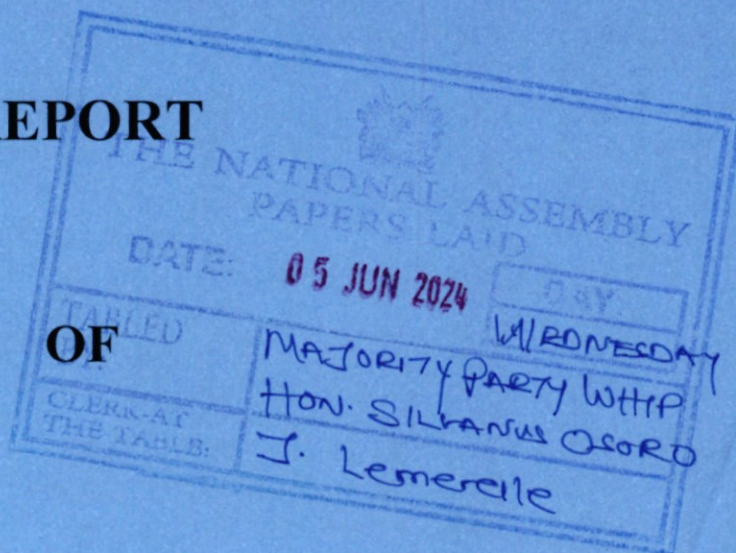 REPORT
THE NATIONAL ASSEMBLY
PAPERS LAID
DATE: 05 JUN 2024 DAY:
WEDNESDAY
TABLED
OF
MAJORITY PARTY WHIP
HON. SILVANUS OSORO
CLERK-AT
THE TABLE: J. Lemerelle